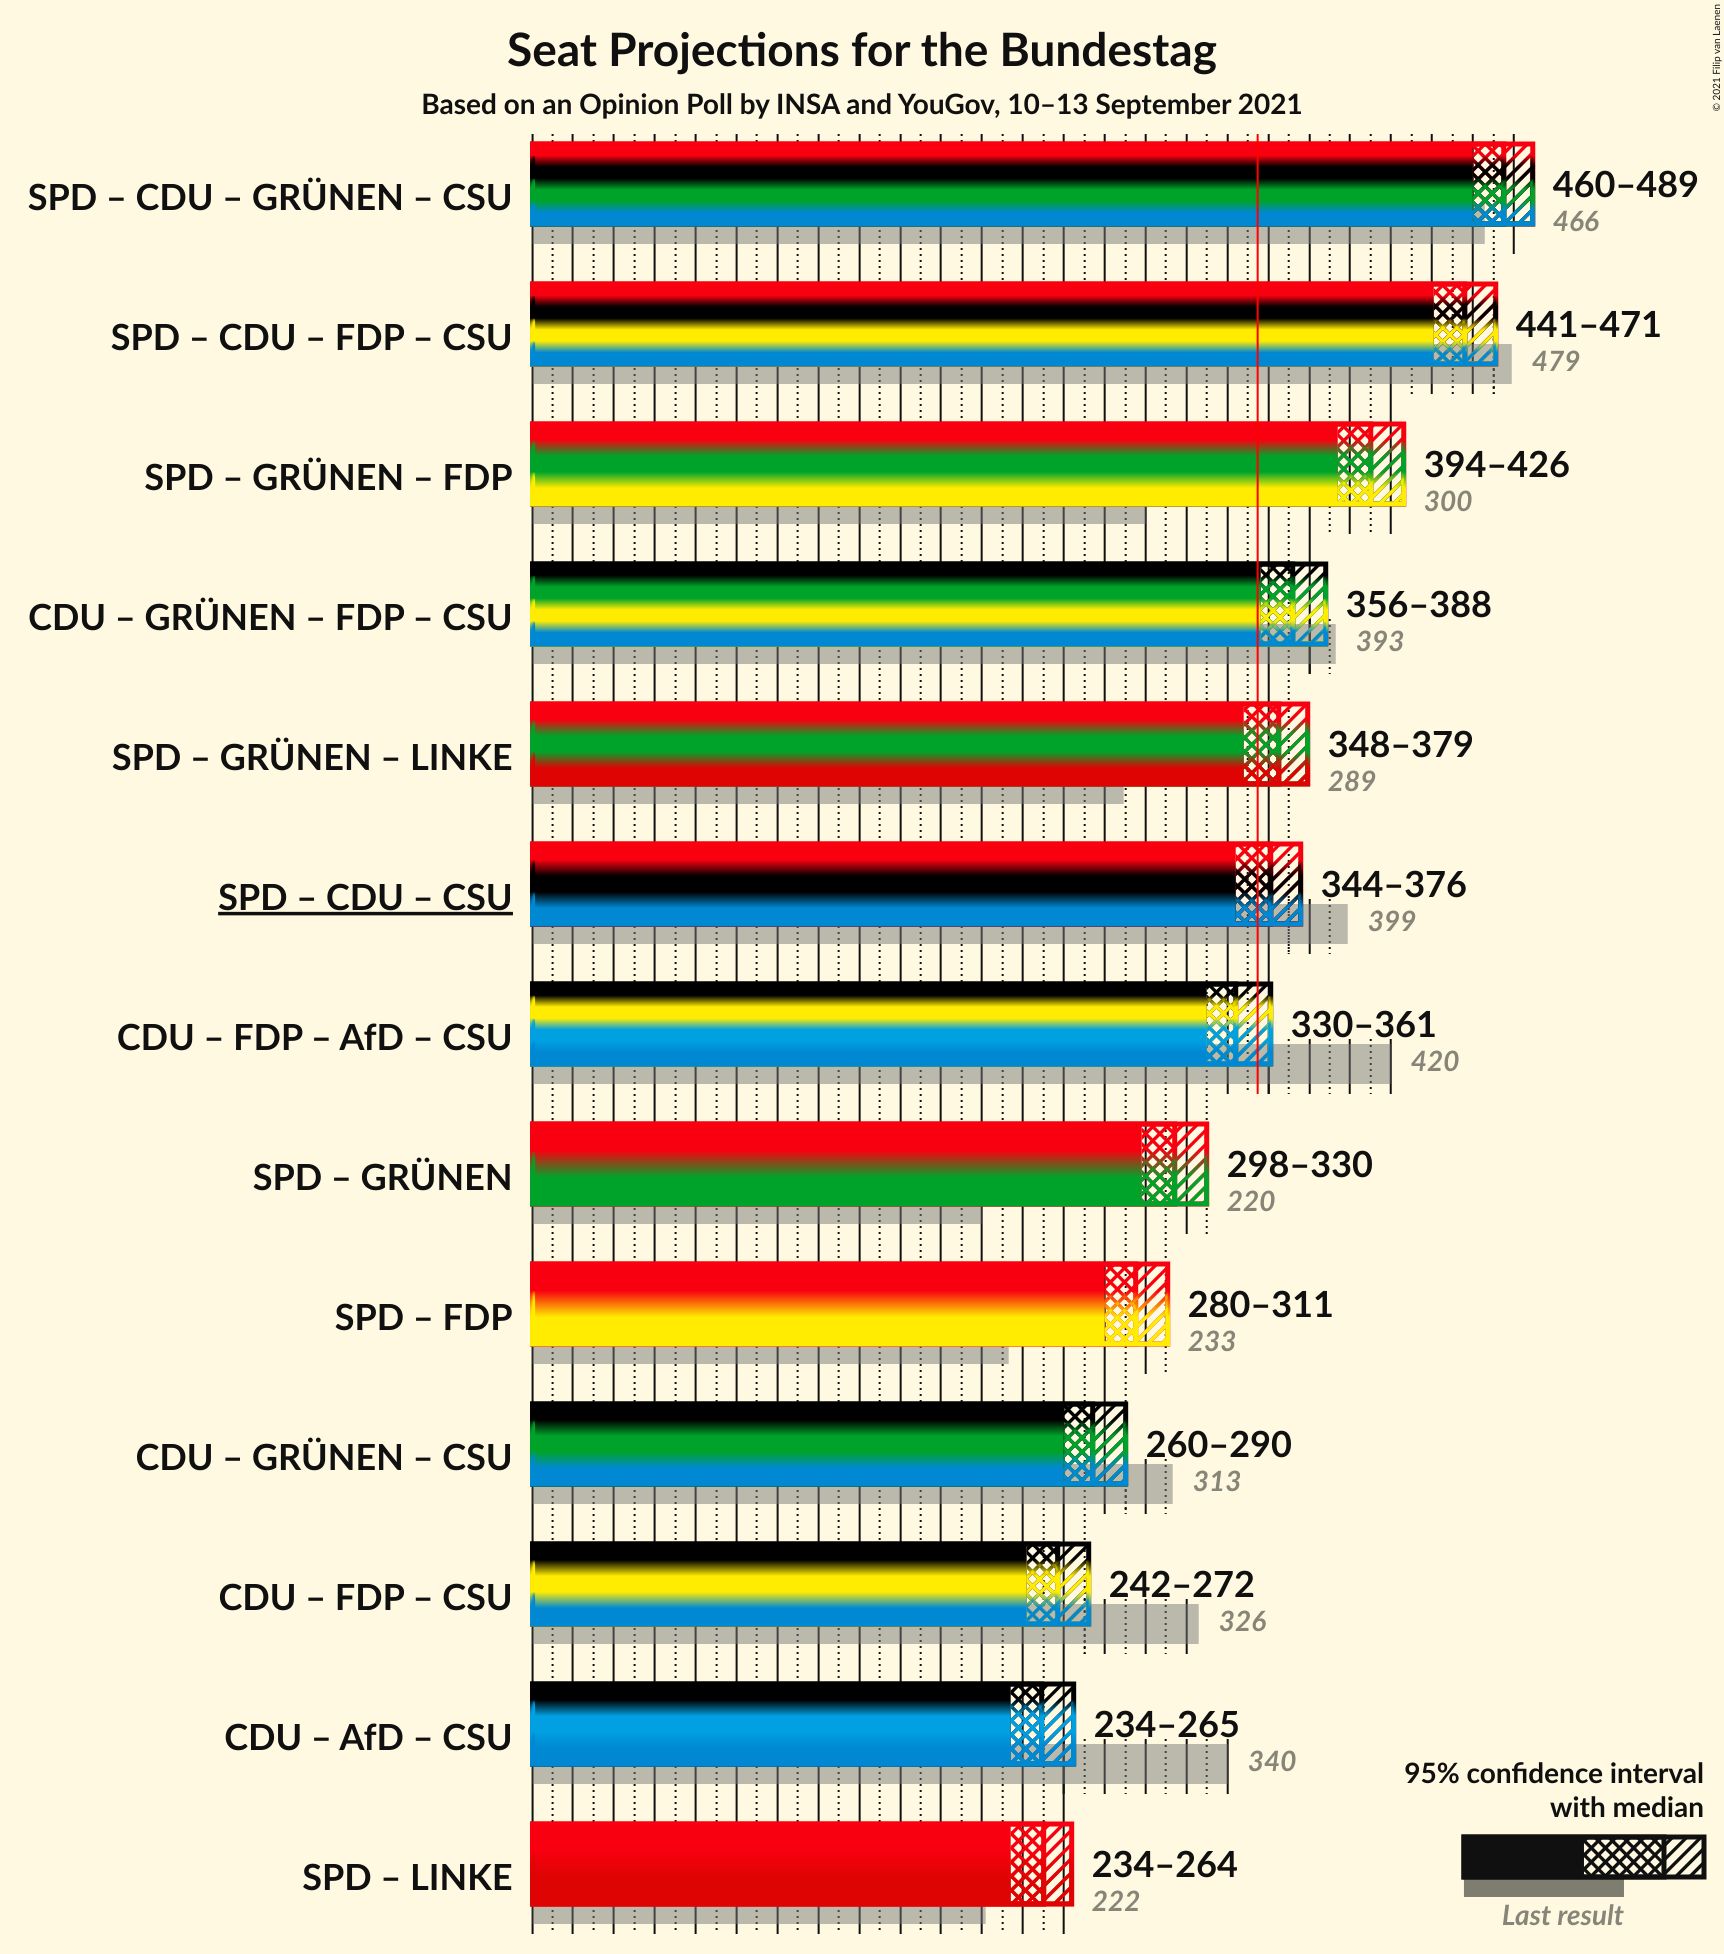 Seat Projections for the Bundestag
Based on an Opinion Poll by INSA and YouGov, 10–13 September 2021
© 2021 Filip van Laenen
SPD – CDU – GRÜNEN – CSU
460–489
466
SPD – CDU – FDP – CSU
441–471
479
SPD – GRÜNEN – FDP
394–426
300
CDU – GRÜNEN – FDP – CSU
356–388
393
SPD – GRÜNEN – LINKE
348–379
289
SPD – CDU – CSU
344–376
399
CDU – FDP – AfD – CSU
330–361
420
SPD – GRÜNEN
298–330
220
SPD – FDP
280–311
233
CDU – GRÜNEN – CSU
260–290
313
CDU – FDP – CSU
242–272
326
CDU – AfD – CSU
234–265
340
SPD – LINKE
234–264
222
95% confidence interval
with median
Last result